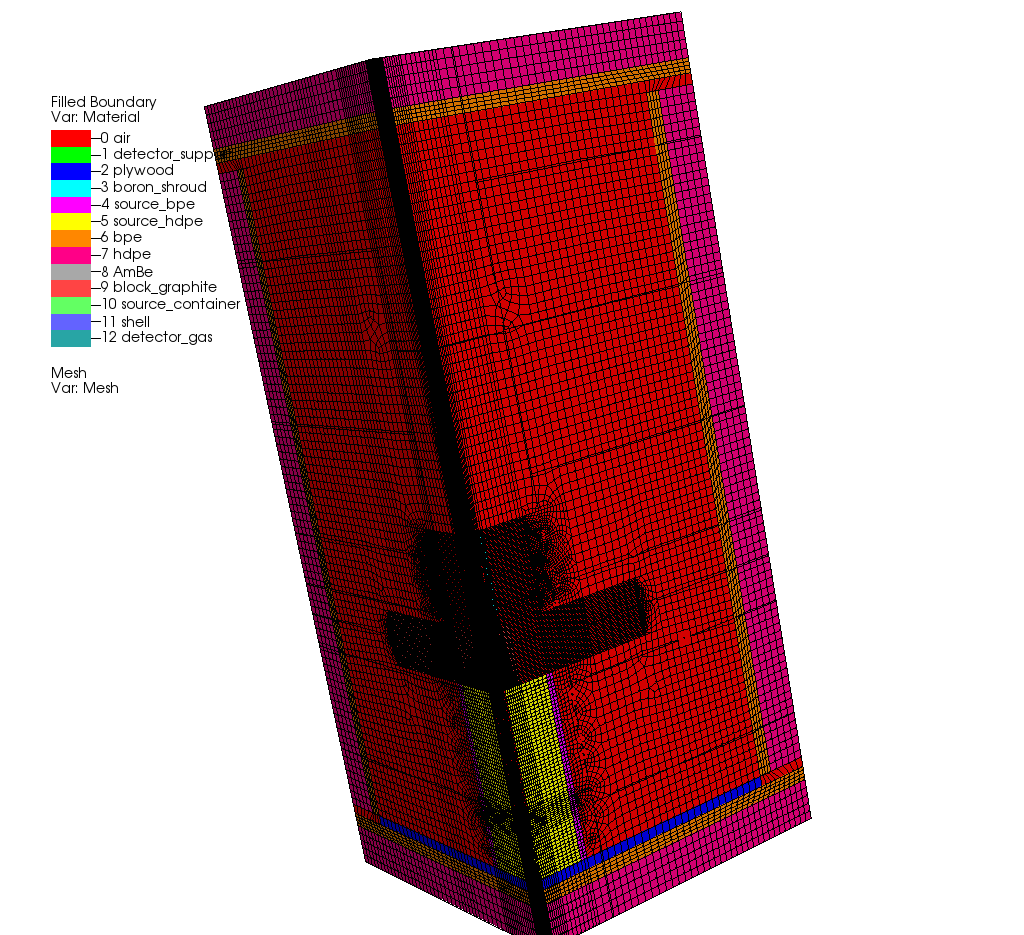 Filled Boundary
Var: Material
0 air
1 detector_supp
2 plywood
3 boron_shroud
4 source_bpe
5 source_hdpe
6 bpe
7 hdpe
8 AmBe
9 block_graphite
10 source_container
11 shell
12 detector_gas
Mesh
Var: Mesh